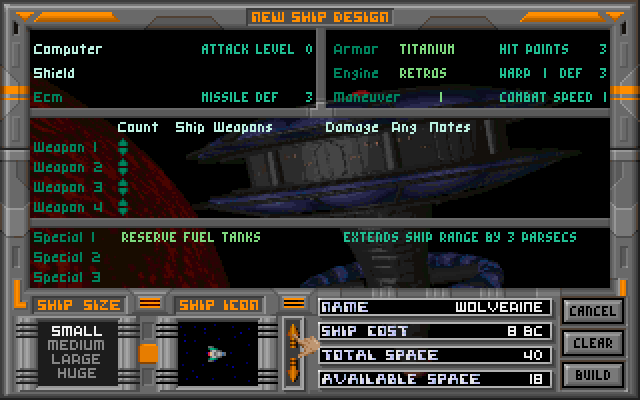 NEW SHIP DESIGN
Computer ATTACK LEVEL 0 Armor TITANIUM HIT POINTS 3
Shield Engine RETROS WARP 1 DEF 3
Ecm MISSILE DEF 3 Maneuver 1 COMBAT SPEED 1
Count Ship Weapons Damage Ang Notes
Weapon 1
Weapon 2
Weapon 3
Weapon 4
Special 1 RESERVE FUEL TANKS EXTENDS SHIP RANGE BY 3 PARSECS
Special 2
Special 3
SHIP SIZE SHIP ICON
SMALL
MEDIUM
LARGE
HUGE
NAME WOLVERINE
SHIP COST 8 BC
TOTAL SPACE 40
AVAILABLE SPACE 18
CANCEL
CLEAR
BUILD